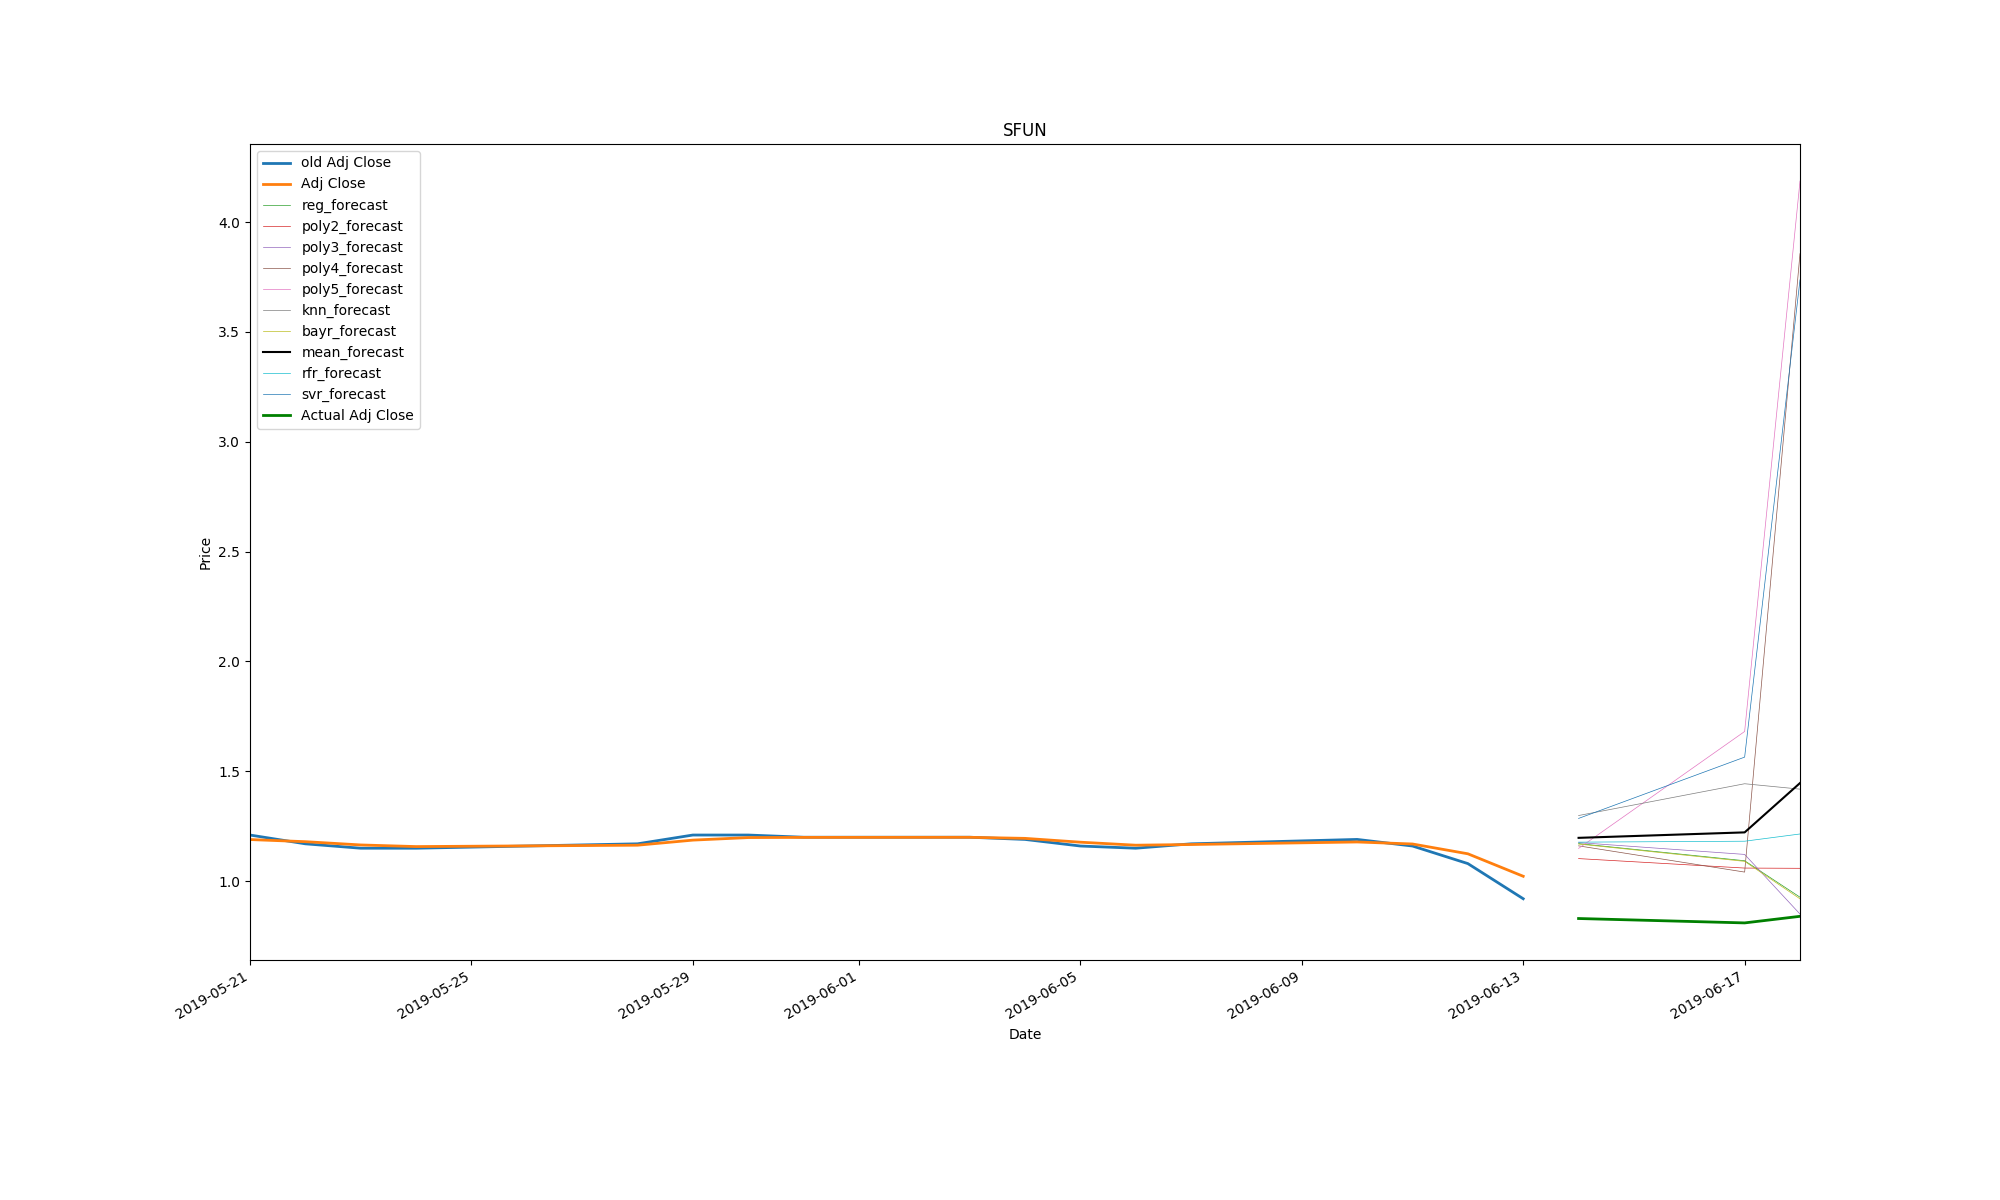 SFUN
old Adj Close
Adj Close
reg_forecast
poly2_forecast
poly3_forecast
poly4_forecast
poly5_forecast
knn_forecast
bayr_forecast
mean_forecast
rfr_forecast
svr_forecast
Actual Adj Close
4.0
3.5
3.0
2.5
2.0
1.5
1.0
Price
2019-05-21
2019-05-25
2019-05-29
2019-06-01
2019-06-05
2019-06-09
2019-06-13
2019-06-17
Date